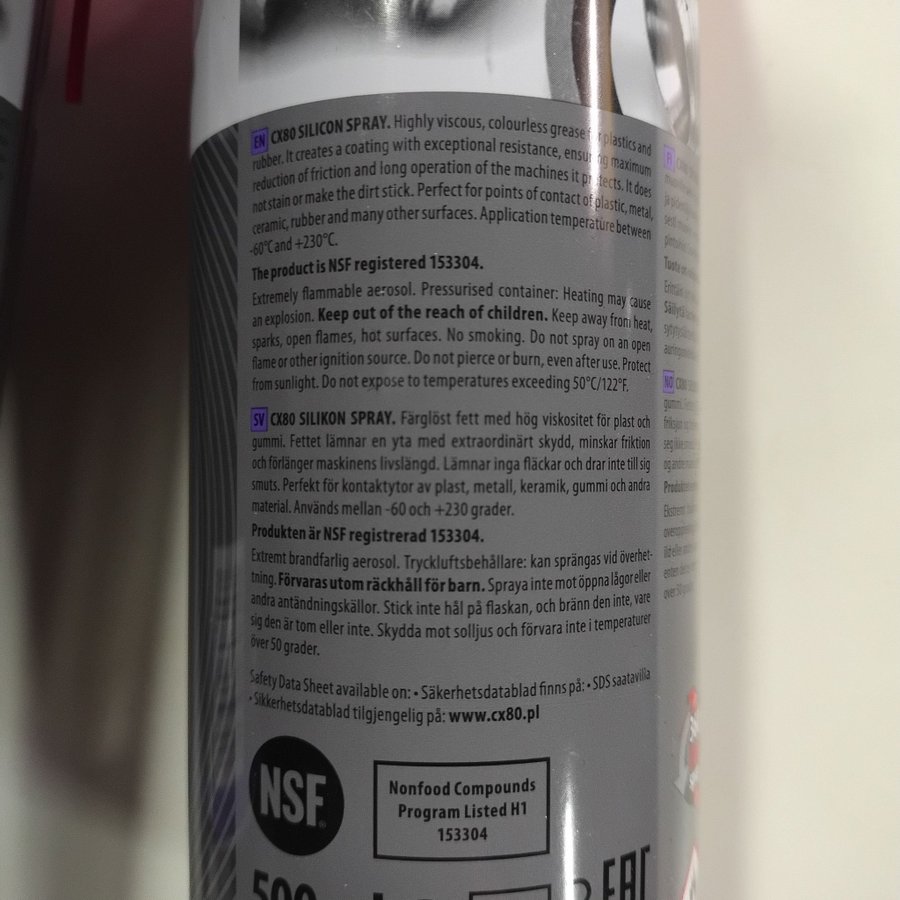 EN CX80 SILICON SPRAY. Highly viscous, colourless grease for plastics and
rubber. It creates a coating with exceptional resistance, ensuring maximum
reduction of friction and long operation of the machines it protects. It does
not stain or make the dirt stick. Perfect for points of contact of plastic, metal,
ceramic, rubber and many other surfaces. Application temperature between
-60°C and +230°C.
The product is NSF registered 153304.
Extremely flammable aerosol. Pressurised container: Heating may cause
an explosion. Keep out of the reach of children. Keep away from heat,
sparks, open flames, hot surfaces. No smoking. Do not spray on an open
flame or other ignition source. Do not pierce or burn, even after use. Protect
from sunlight. Do not expose to temperatures exceeding 50°C/122°F.
SV CX80 SILIKON SPRAY. Färglöst fett med hög viskositet för plast och
gummi. Fettet lämnar en yta med extraordinärt skydd, minskar friktion
och förlänger maskinens livslängd. Lämnar inga fläckar och drar inte till sig
smuts. Perfekt för kontaktytor av plast, metall, keramik, gummi och andra
material. Används mellan -60 och +230 grader.
Produkten är NSF registrerad 153304.
Extremt brandfarlig aerosol. Tryckluftsbehållare: kan sprängas vid överhet-
tning. Förvaras utom räckhåll för barn. Spraya inte mot öppna lågor eller
andra antändningskällor. Stick inte hål på flaskan, och bränn den inte, vare
sig den är tom eller inte. Skydda mot solljus och förvara inte i temperaturer
över 50 grader.
Safety Data Sheet available on: • Säkerhetsdatablad finns på: • SDS saatavilla
• Sikkerhetsdatablad tilgjengelig på: www.cx80.pl
NSF®
Nonfood Compounds
Program Listed H1
153304
500
EAC
FI
NO CX80
gummi.